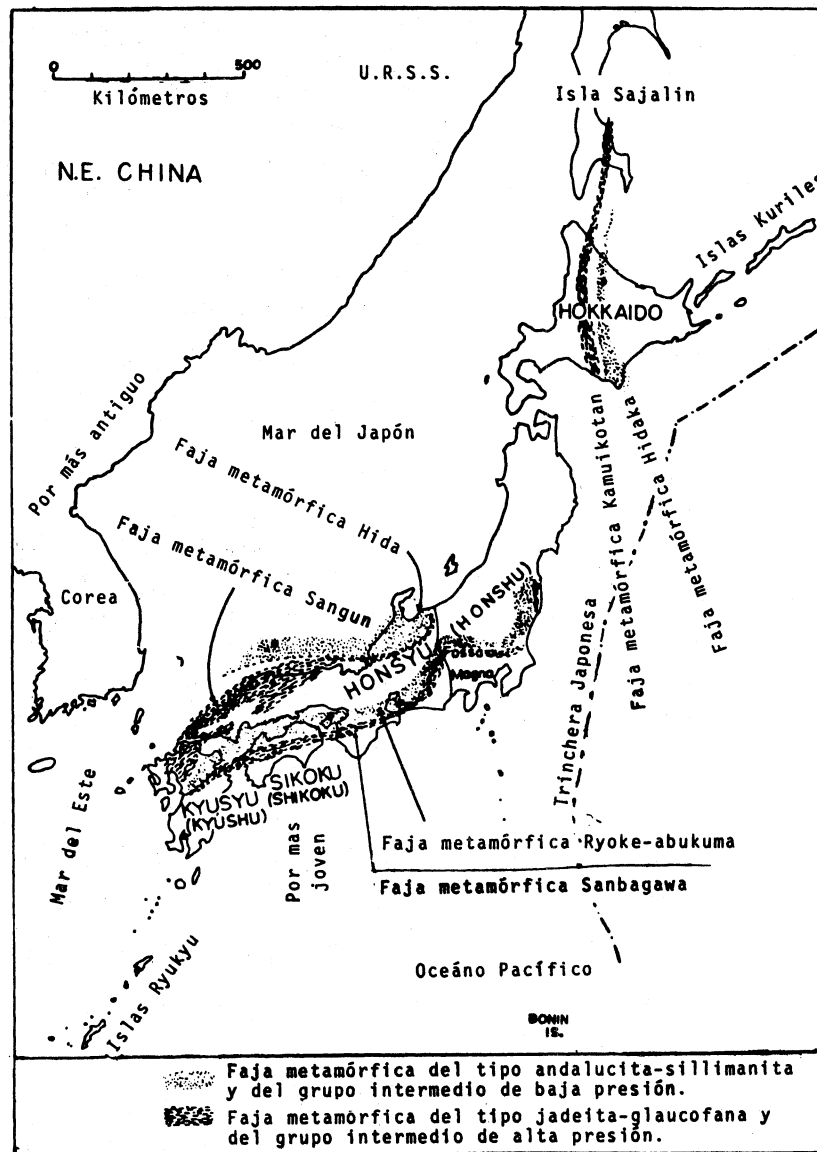 0 500
Kilómetros
U.R.S.S.
Isla Sajalin
N.E. CHINA
Islas Kuriles
HOKKAIDO
Por más antiguo
Mar del Japón
Faja metamórfica Hida
Faja metamórfica Sangun
Corea
Faja metamórfica Kamuikotan
Faja metamórfica Hidaka
Trinchera Japonesa
HONSYU
(HONSHU)
Fossa
Magna
Mar del Este
KYUSYU
(KYUSHU)
SIKOKU
(SHIKOKU)
Por mas
joven
Faja metamórfica Ryoke-abukuma
Faja metamórfica Sanbagawa
Islas Ryukyu
Oceáno Pacífico
BONIN
IS.
Faja metamórfica del tipo andalucita-sillimanita
y del grupo intermedio de baja presión.
Faja metamórfica del tipo jadeita-glaucofana y
del grupo intermedio de alta presión.